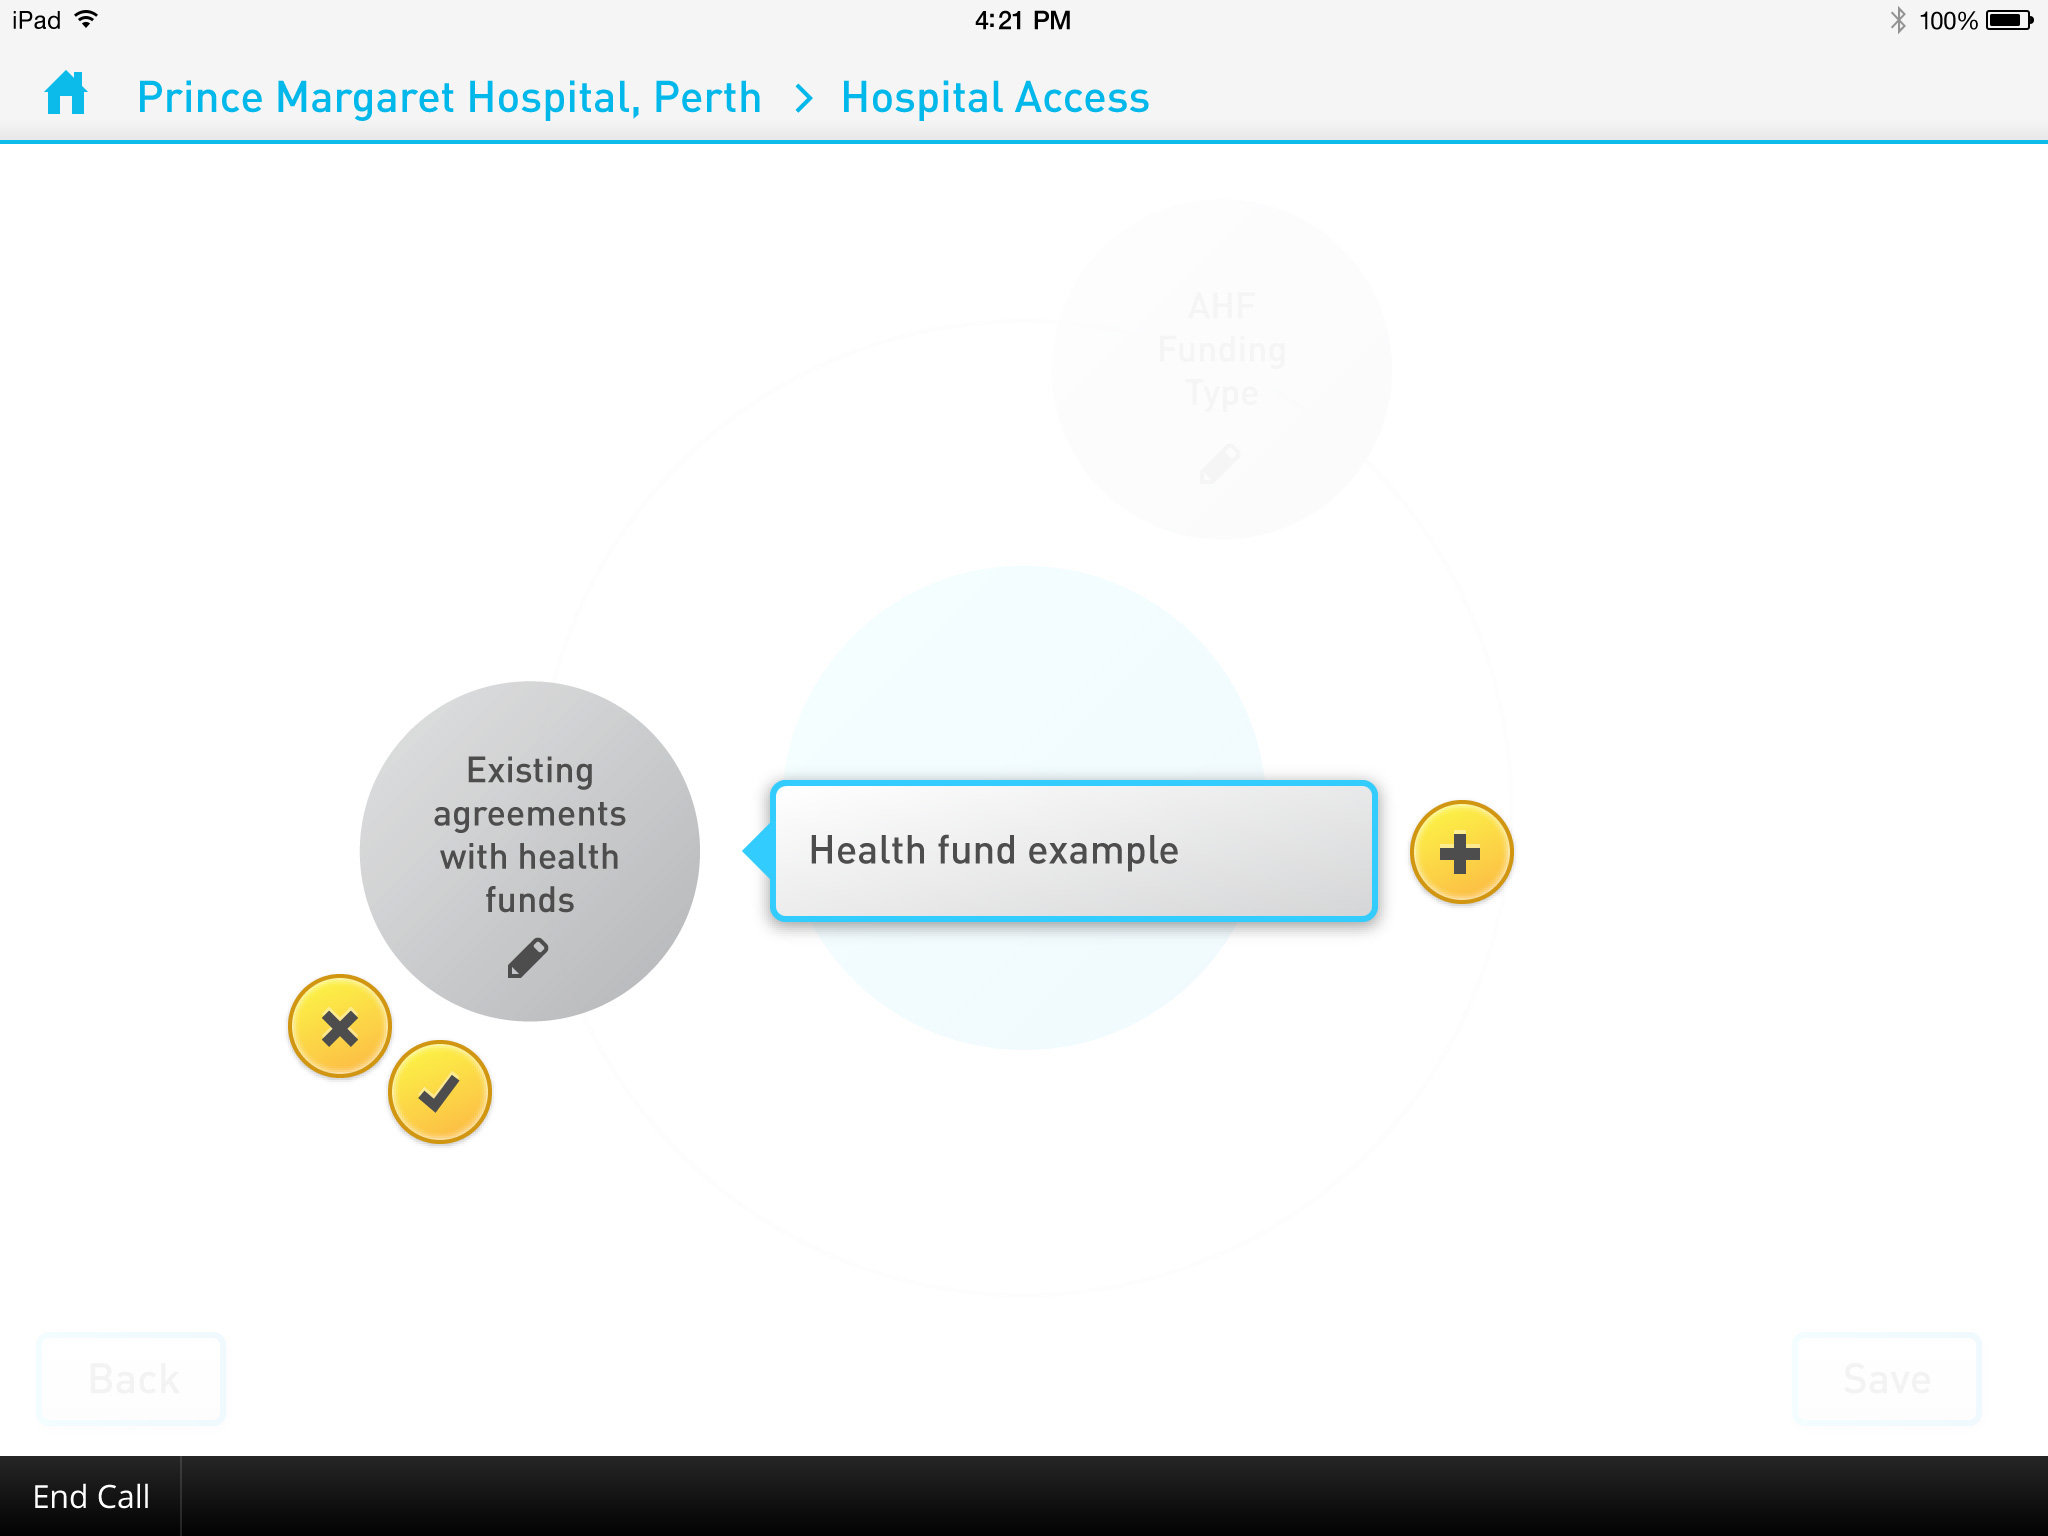 iPad 4:21 PM 100%
Prince Margaret Hospital, Perth > Hospital Access
AHF
Funding
Type
Existing
agreements
with health
funds
Health fund example
Back Save
End Call